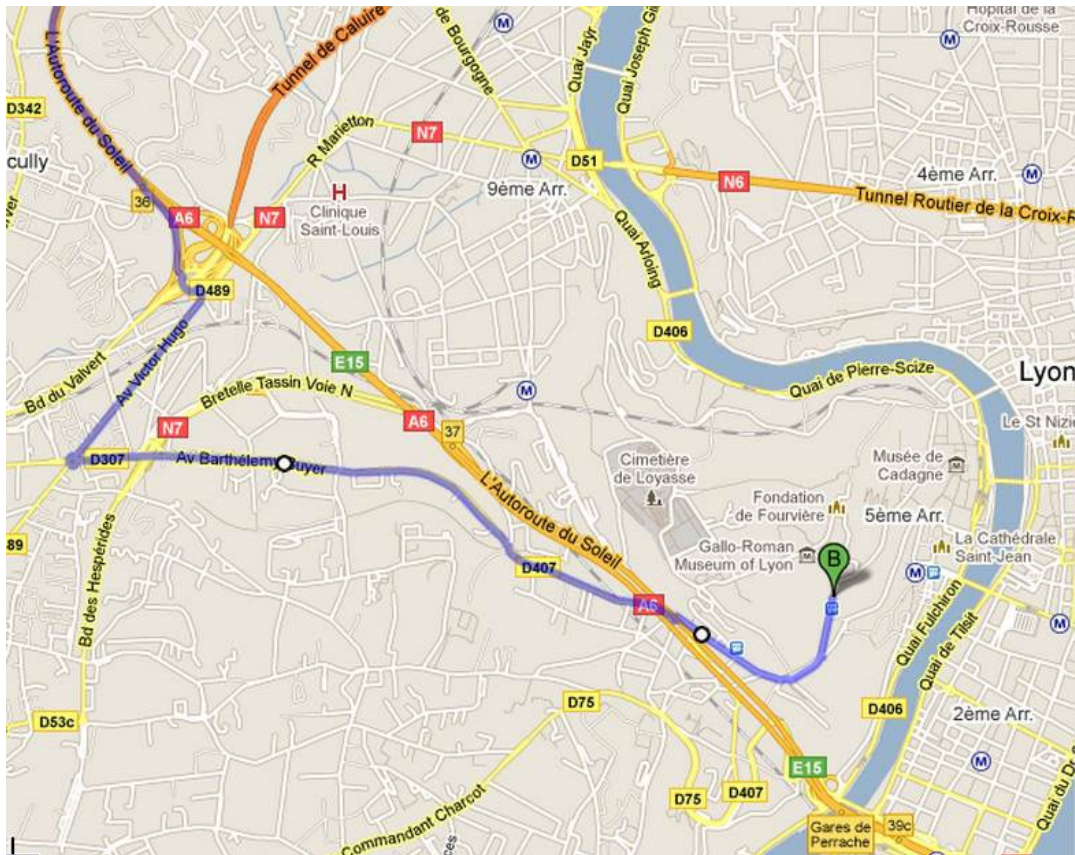 Hôpital de la
Croix-Rousse
M
M
Quai Jayr
Quai Joseph Gil
de Bourgogne
Tunnel de Caluire
L'Autoroute du Soleil
D342
cully
R Marietton
N7
M
D51
4ème Arr.
N6
Tunnel Routier de la Croix-R
M
9ème Arr.
H
Clinique
Saint-Louis
36
A6
N7
Quai Arloing
D489
D406
E15
Av Victor Hugo
Bd du Valvert
Bretelle Tassin Voie N
Quai de Pierre-Scize
Lyon
M
A6
37
N7
Le St Nizie
D307
Av Barthélemy Buyer
Cimetière
de Loyasse
Musée de
Cadagne
M
L'Autoroute du Soleil
Fondation
de Fourvière
5ème Arr.
Gallo-Roman
Museum of Lyon
M
La Cathédrale
Saint-Jean
B
M
M
Bd des Hespérides
D407
A6
Quai Fulchiron
Quai de Tilsit
M
D53c
D75
D406
2ème Arr.
M
E15
D75
D407
Commandant Charcot
Gares de
Perrache
39c
M